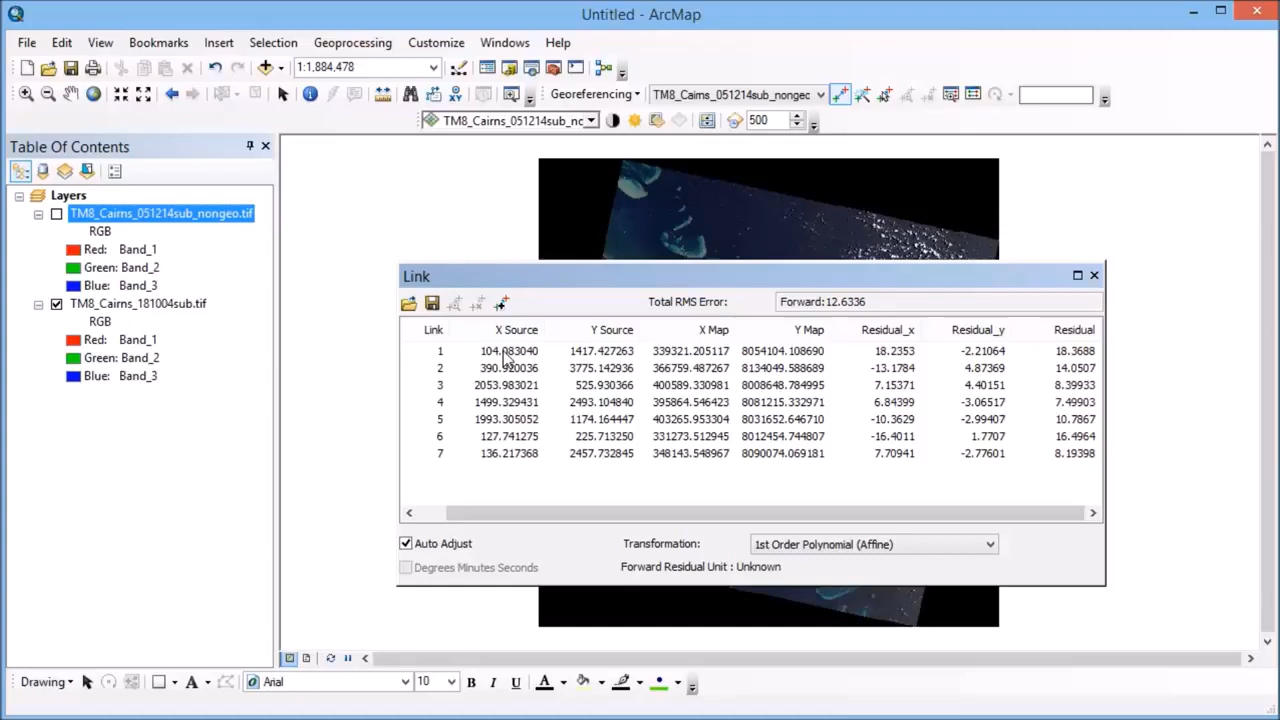 Untitled - ArcMap
File Edit View Bookmarks Insert Selection Geoprocessing Customize Windows Help
1:1,884,478
Georeferencing TM8_Cairns_051214sub_nongec
TM8_Cairns_051214sub_nc 500
Table Of Contents
Layers
TM8_Cairns_051214sub_nongeo.tif
RGB
Red: Band_1
Green: Band_2
Blue: Band_3
TM8_Cairns_181004sub.tif
RGB
Red: Band_1
Green: Band_2
Blue: Band_3
Link
Total RMS Error: Forward:12.6336
Link X Source Y Source X Map Y Map Residual_x Residual_y Residual
1 104.083040 1417.427263 339321.205117 8054104.108690 18.2353 -2.21064 18.3688
2 390.920036 3775.142936 366759.487267 8134049.588689 -13.1784 4.87369 14.0507
3 2053.983021 525.930366 400589.330981 8008648.784995 7.15371 4.40151 8.39933
4 1499.329431 2493.104840 395864.546423 8081215.332971 6.84399 -3.06517 7.49903
5 1993.305052 1174.164447 403265.953304 8031652.646710 -10.3629 -2.99407 10.7867
6 127.741275 225.713250 331273.512945 8012454.744807 -16.4011 1.7707 16.4964
7 136.217368 2457.732845 348143.548967 8090074.069181 7.70941 -2.77601 8.19398
Auto Adjust Transformation: 1st Order Polynomial (Affine)
Degrees Minutes Seconds Forward Residual Unit : Unknown
Drawing A Arial 10 B I U A